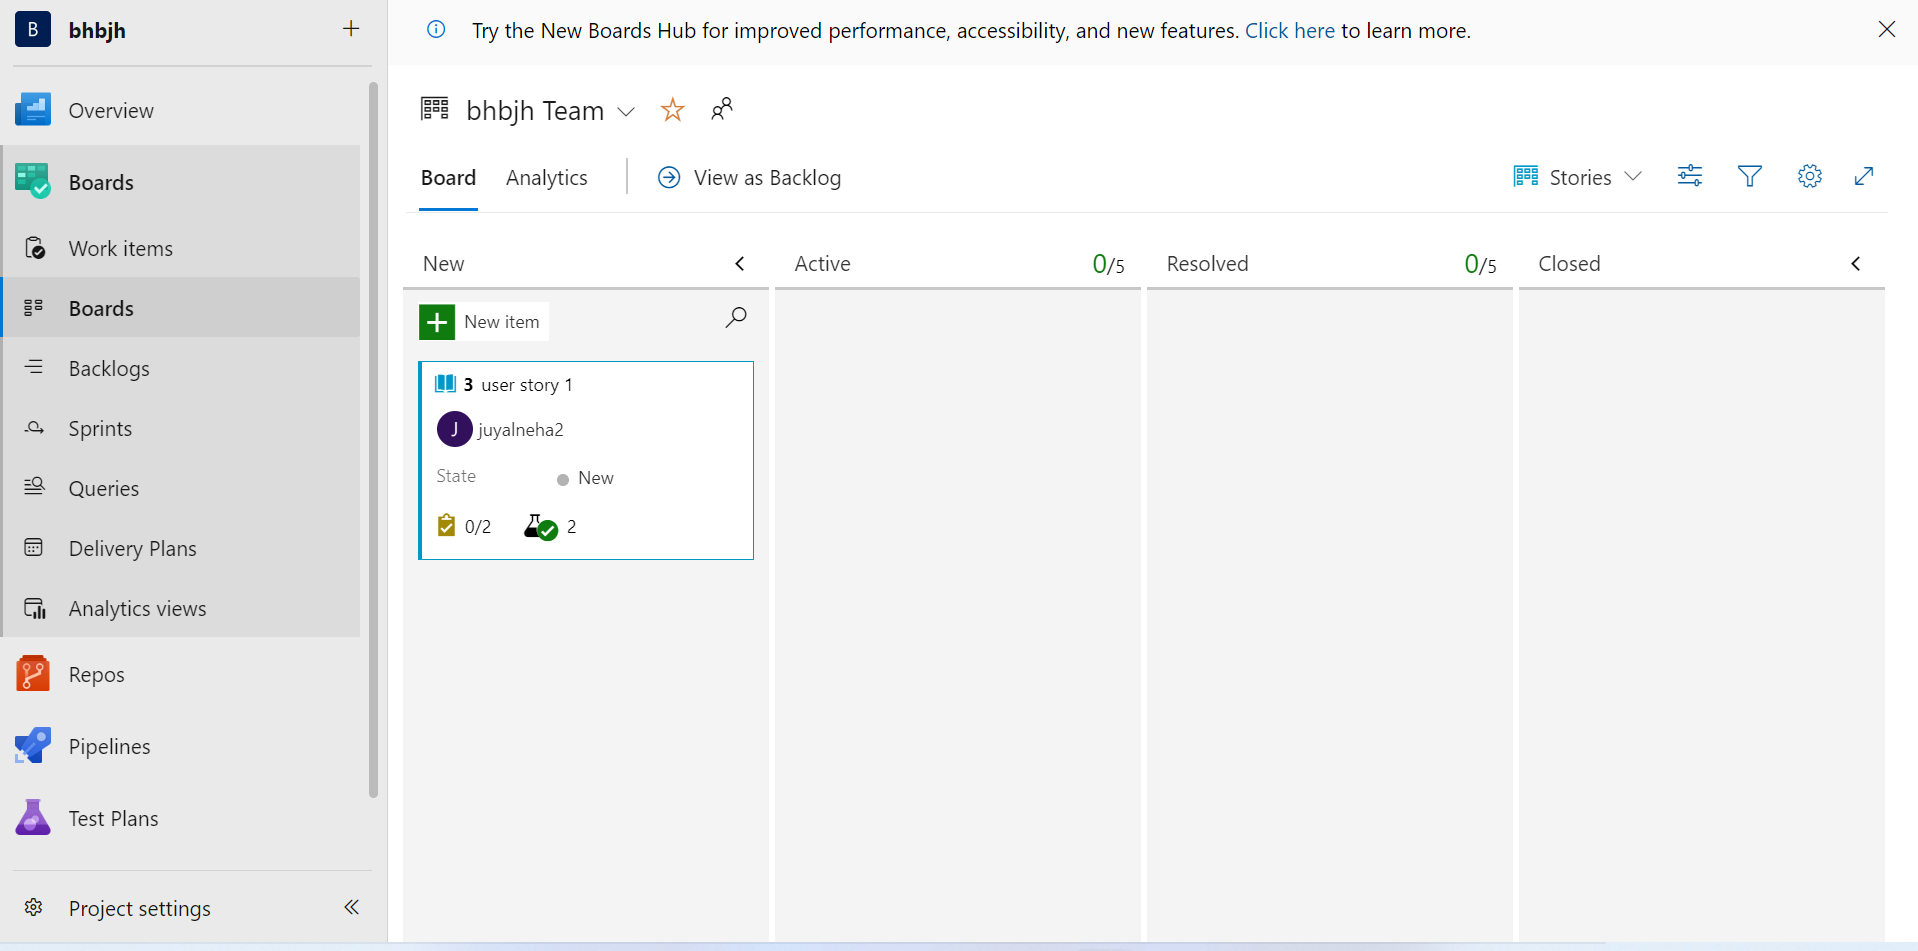 B bhbjh
Overview
Boards
Work items
Boards
Backlogs
Sprints
Queries
Delivery Plans
Analytics views
Repos
Pipelines
Test Plans
Project settings
Try the New Boards Hub for improved performance, accessibility, and new features. Click here to learn more.
bhbjh Team
Board Analytics View as Backlog Stories
New Active 0/5 Resolved 0/5 Closed
New item
3 user story 1
J juyalneha2
State New
0/2 2